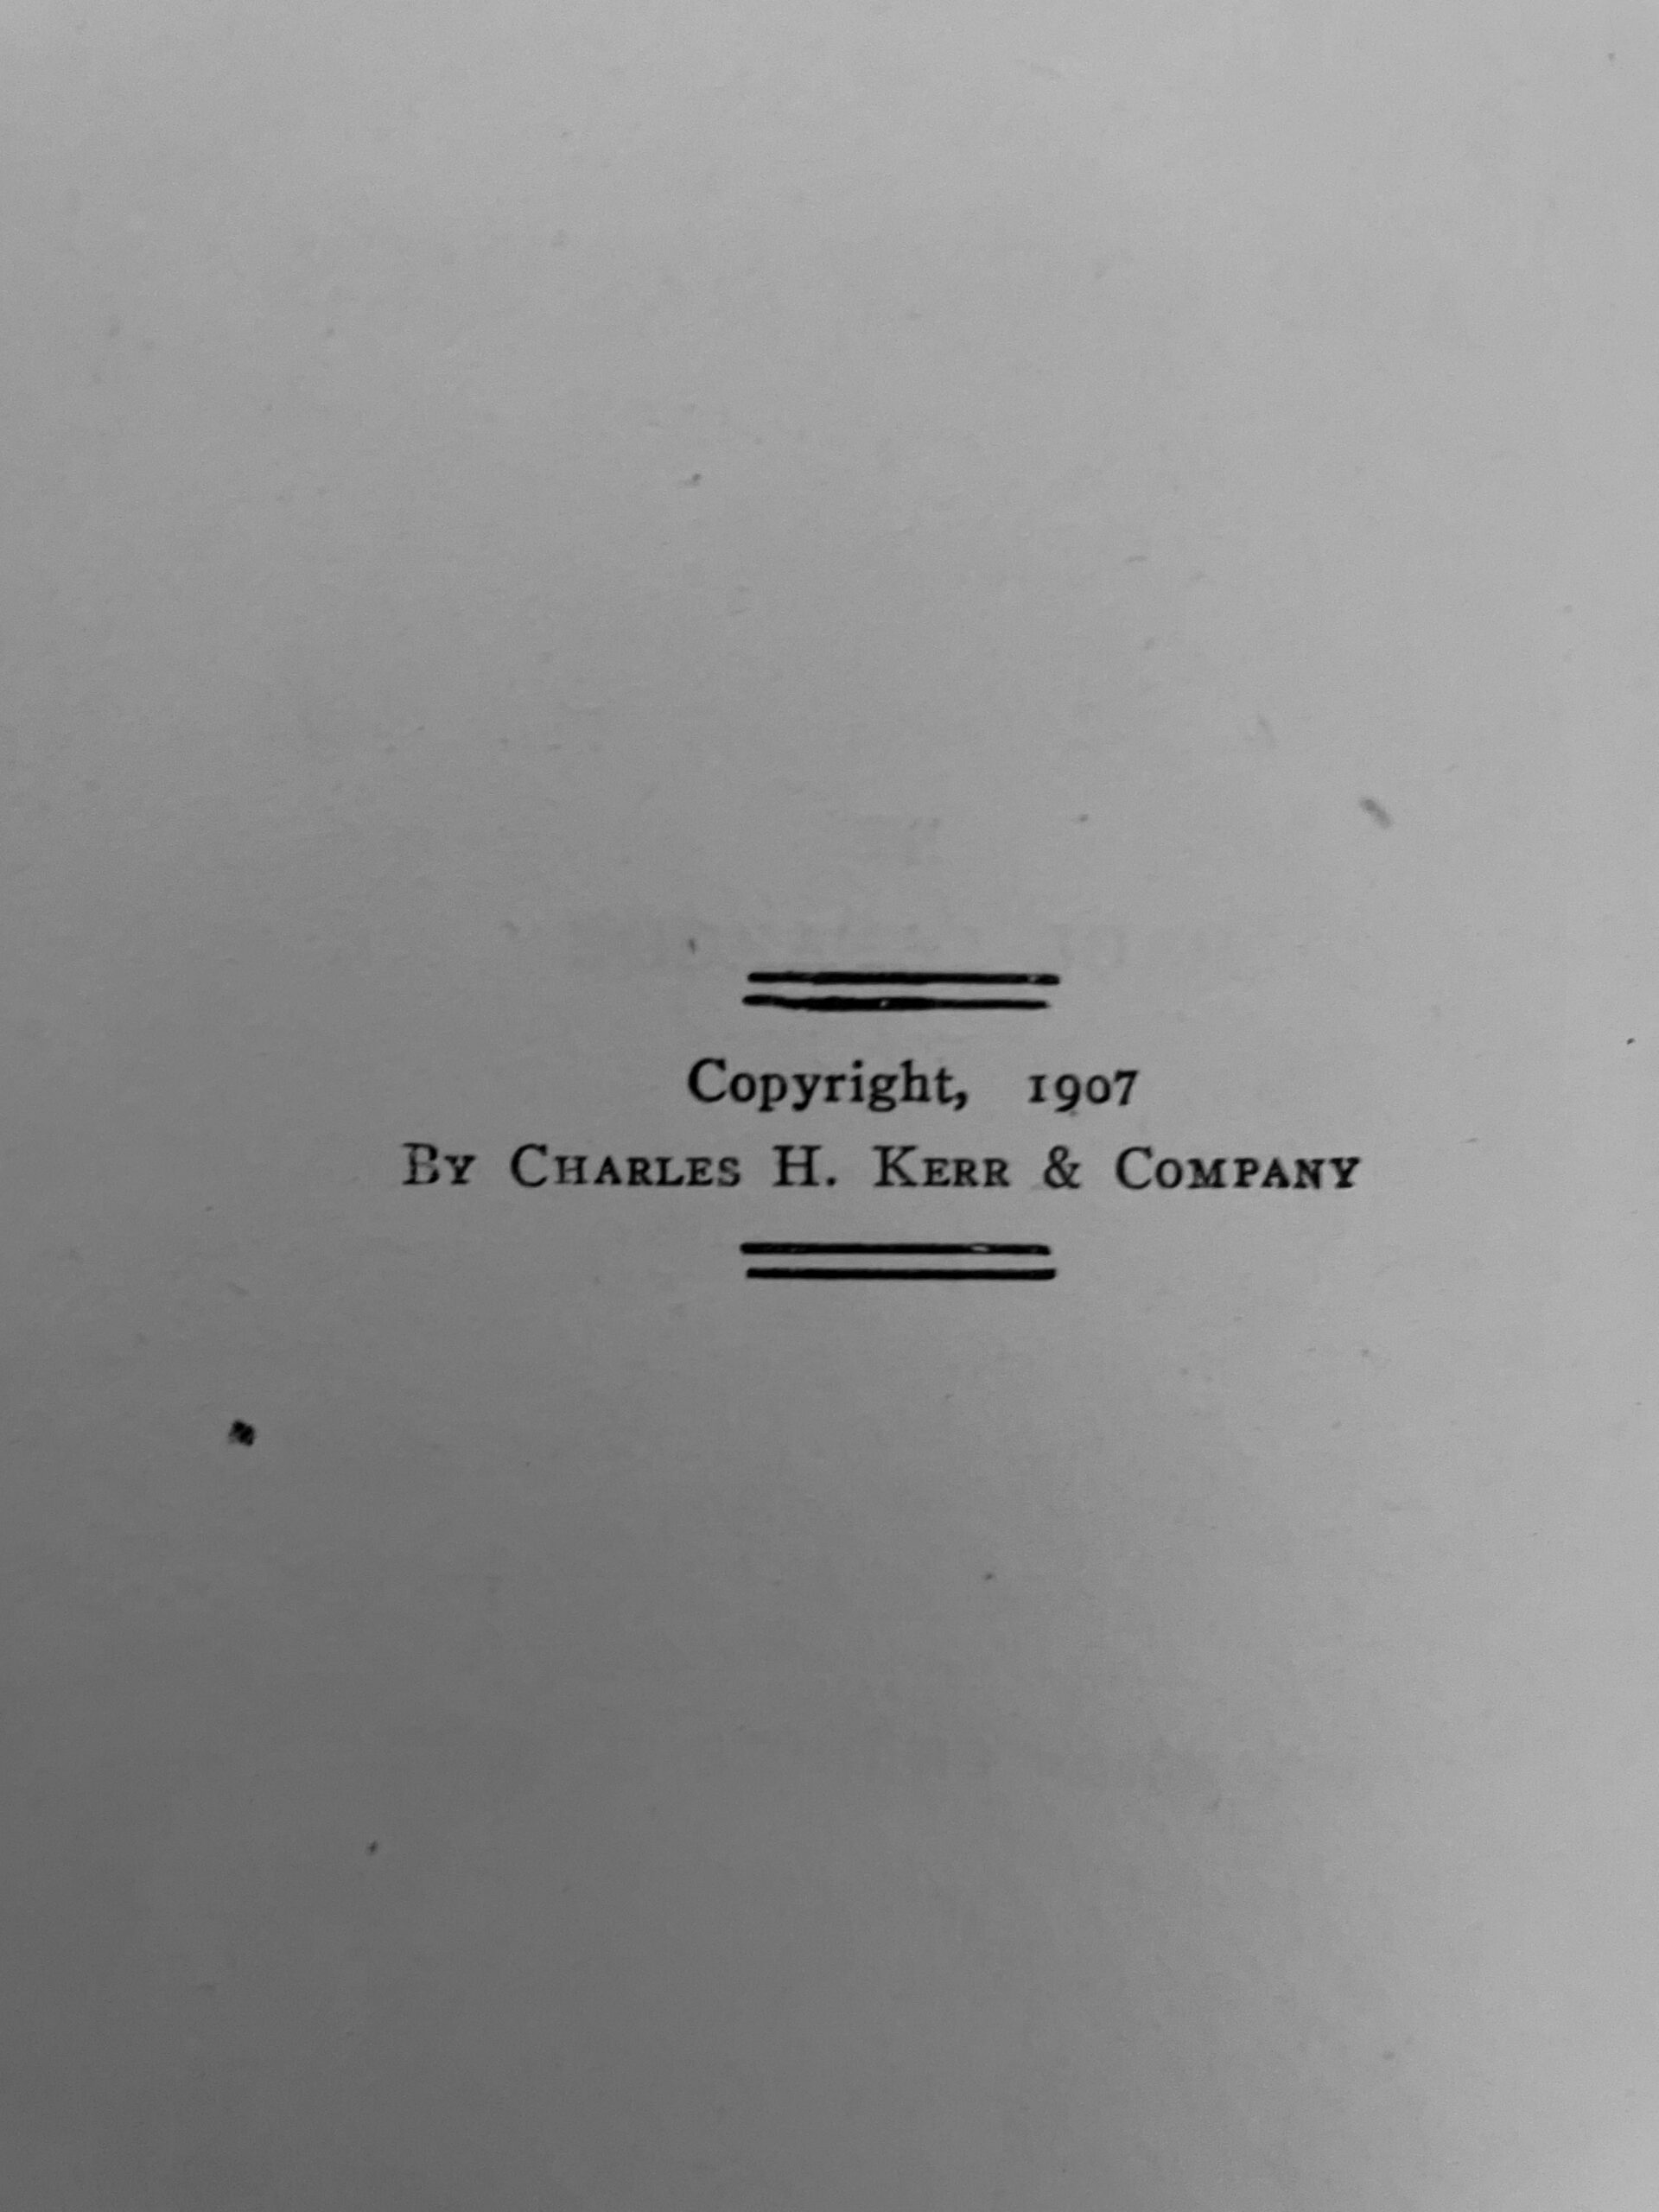 Copyright, 1907
By Charles H. Kerr & Company